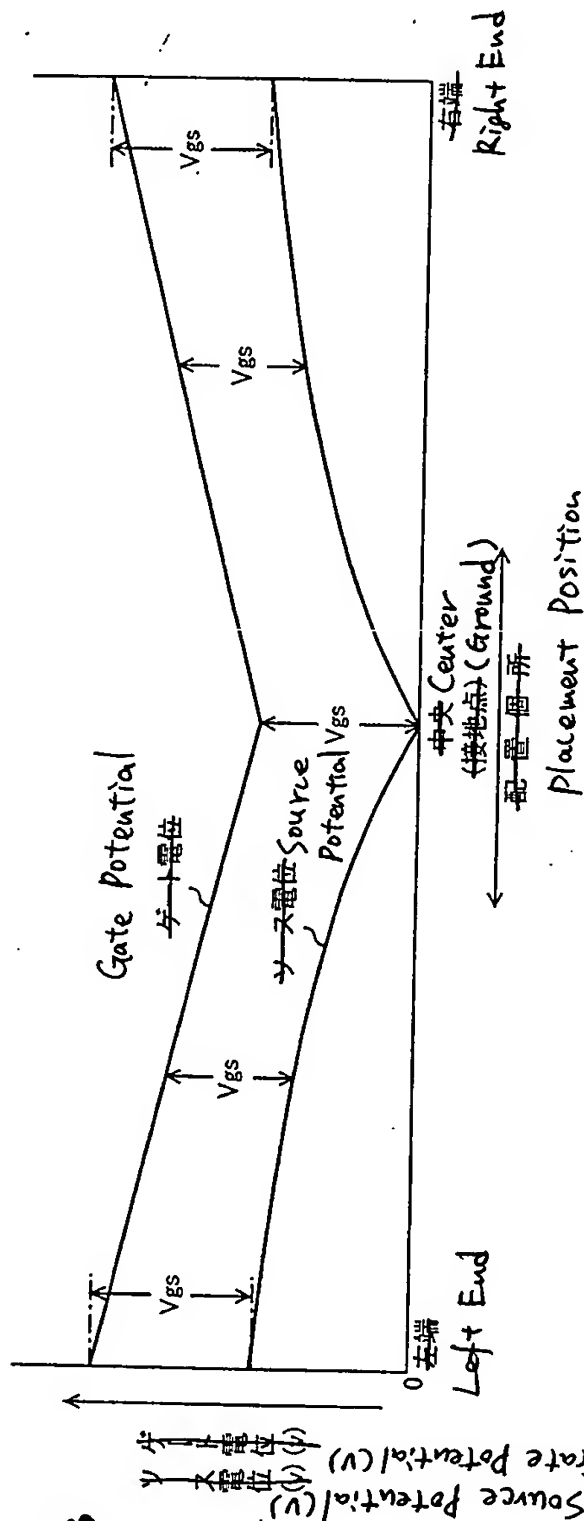 Gate Potential
ゲート電位
Vgs
Vgs
Vgs
Vgs
Vgs
ソース電位 Source
Potential
0
左端
Left End
中央 Center
(接地点) (Ground)
配置個所
Placement Position
右端
Right End
ゲート電位(V)
Potential (V)
ソース電位(V)
Source Potential (V)